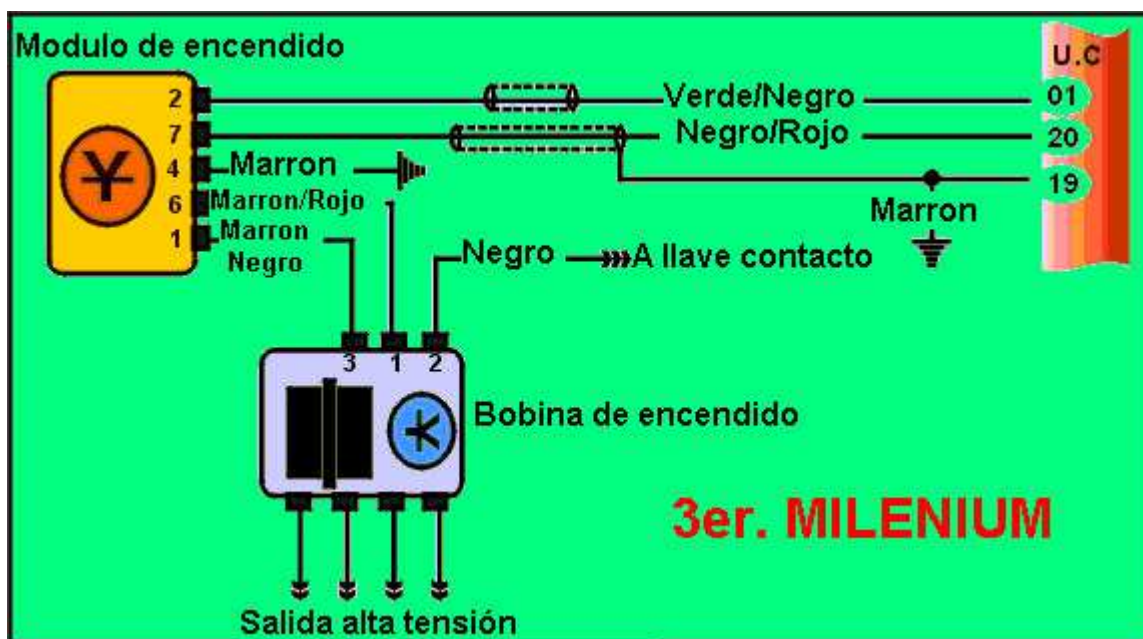 Modulo de encendido
U.C
2
Verde/Negro
01
7
Negro/Rojo
20
4
Marron
19
6
Marron/Rojo
Marron
1
Marron
Negro
Negro
A llave contacto
3 1 2
Bobina de encendido
3er. MILENIUM
Salida alta tensión